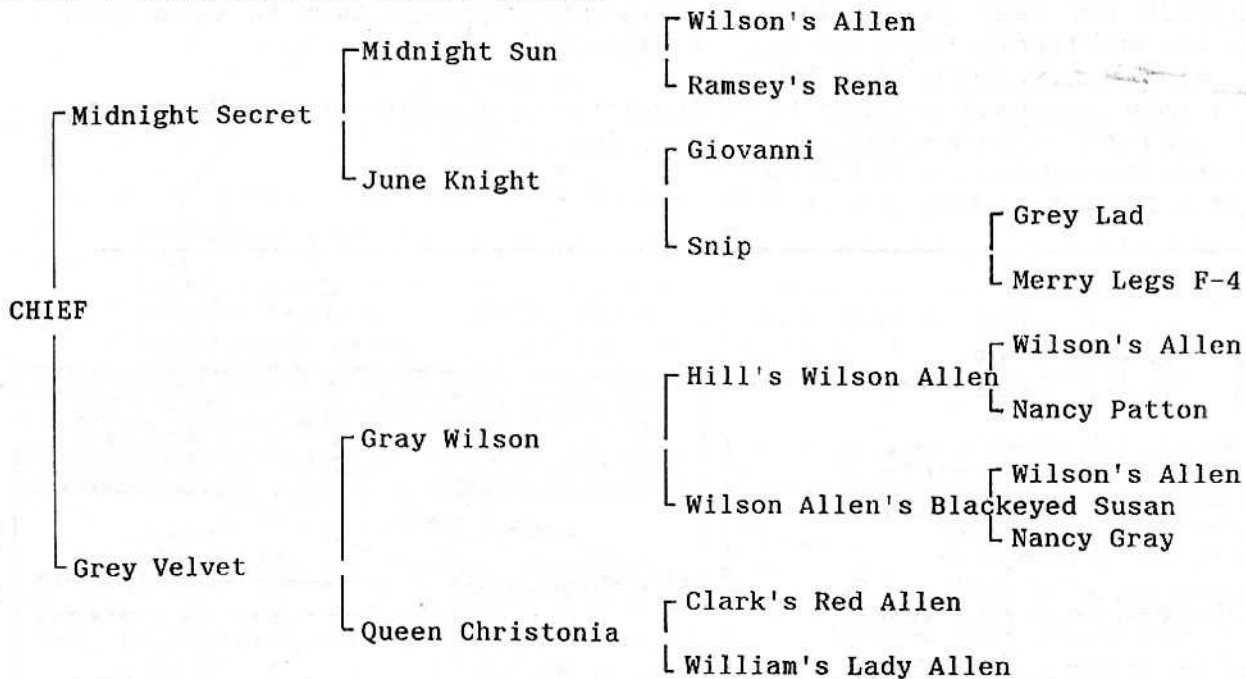 Wilson's Allen
Midnight Sun
Ramsey's Rena
Midnight Secret
Giovanni
June Knight
Grey Lad
Snip
Merry Legs F-4
CHIEF
Wilson's Allen
Hill's Wilson Allen
Nancy Patton
Gray Wilson
Wilson's Allen
Wilson Allen's Blackeyed Susan
Nancy Gray
Grey Velvet
Clark's Red Allen
Queen Christonia
William's Lady Allen